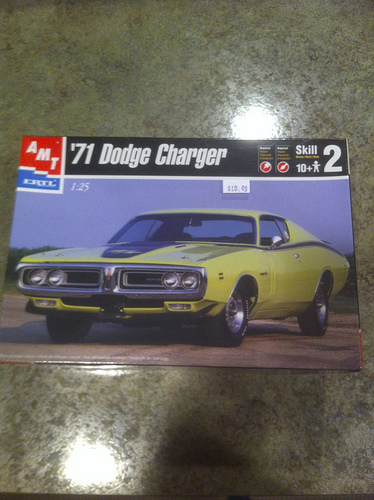 AMT
ERTL
'71 Dodge Charger
1:25
$10.95
Skill 2
10+